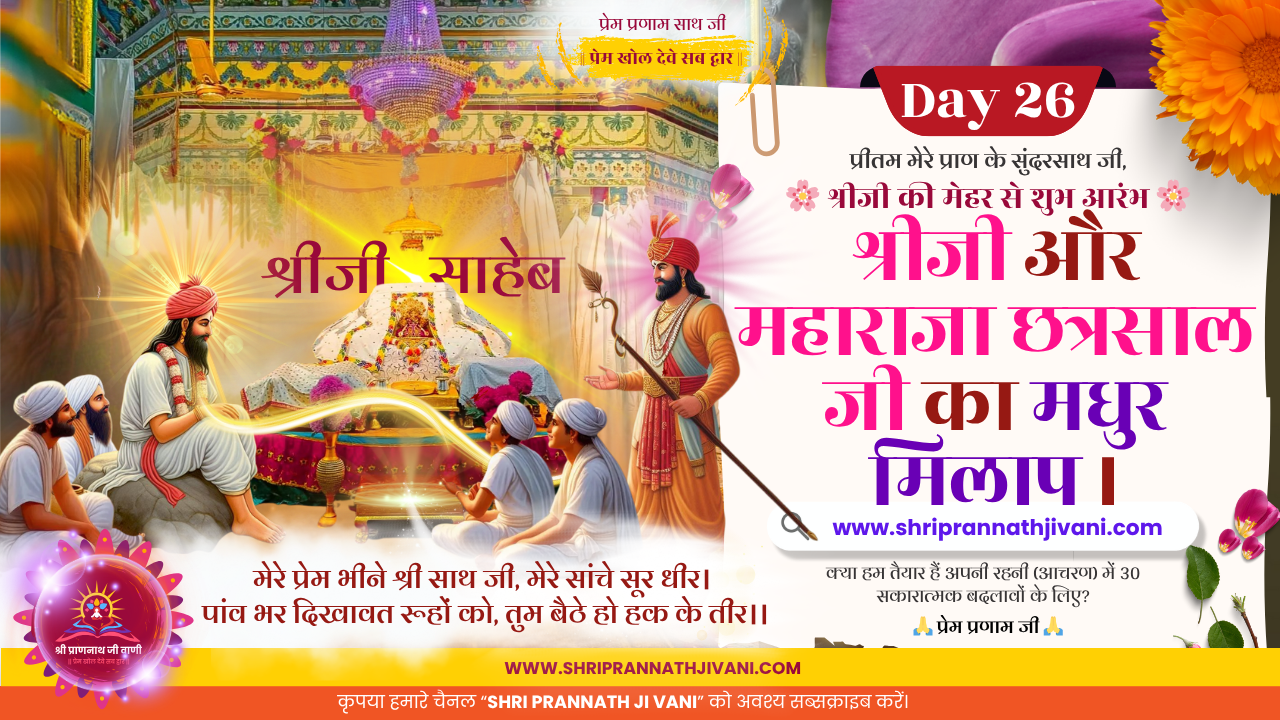 प्रेम प्रणाम साथ जी
॥ प्रेम खोल देवे सब द्वार ॥
श्रीजी साहेब
Day 26
प्रीतम मेरे प्राण के सुंदरसाथ जी,
🌸 श्रीजी की मेहर से शुभ आरंभ 🌸
श्रीजी और
महाराजा छत्रसाल
जी का मधुर
मिलाप ।
www.shriprannathjivani.com
क्या हम तैयार हैं अपनी रहनी (आचरण) में 30
सकारात्मक बदलावों के लिए?
🙏 प्रेम प्रणाम जी 🙏
मेरे प्रेम भीने श्री साथ जी, मेरे सांचे सूर धीर।
पांव भर दिखावत रूहों को, तुम बैठे हो हक के तीर।।
श्री प्राणनाथ जी वाणी
॥ प्रेम खोल देवे सब द्वार ॥
WWW.SHRIPRANNATHJIVANI.COM
कृपया हमारे चैनल “SHRI PRANNATH JI VANI” को अवश्य सब्सक्राइब करें।